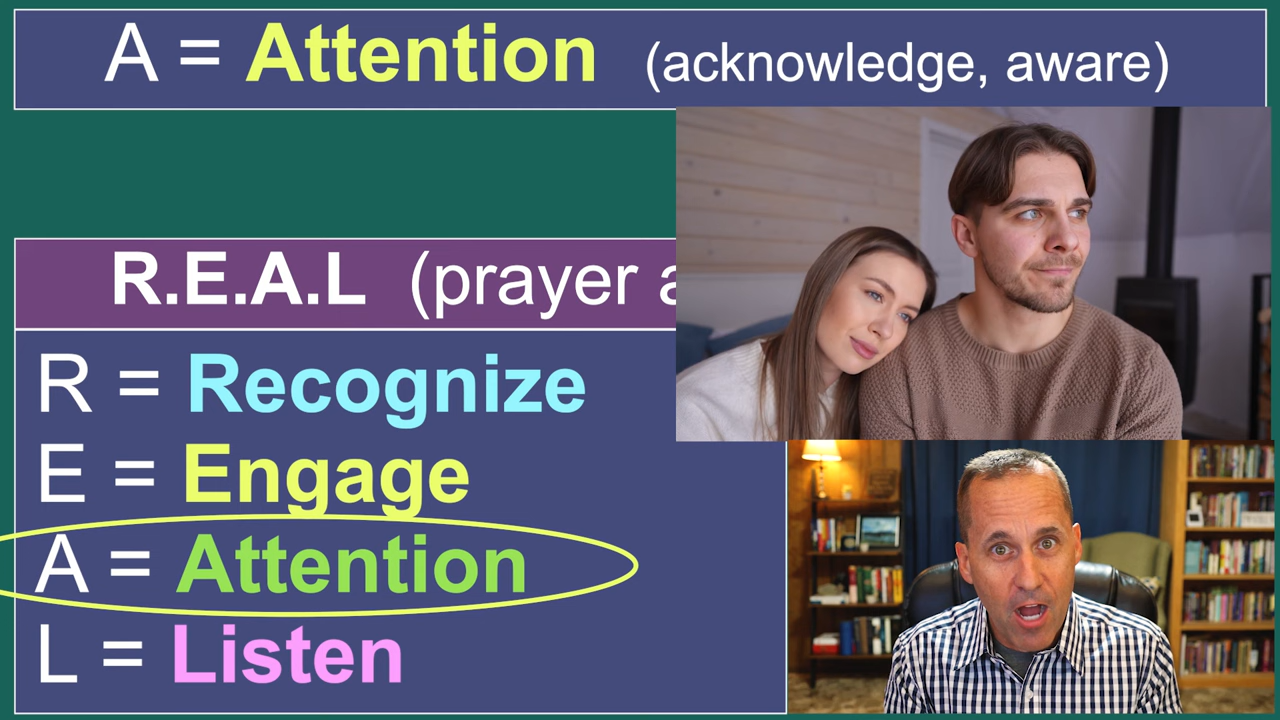 A = Attention (acknowledge, aware)
R.E.A.L (prayer
R = Recognize
E = Engage
A = Attention
L = Listen